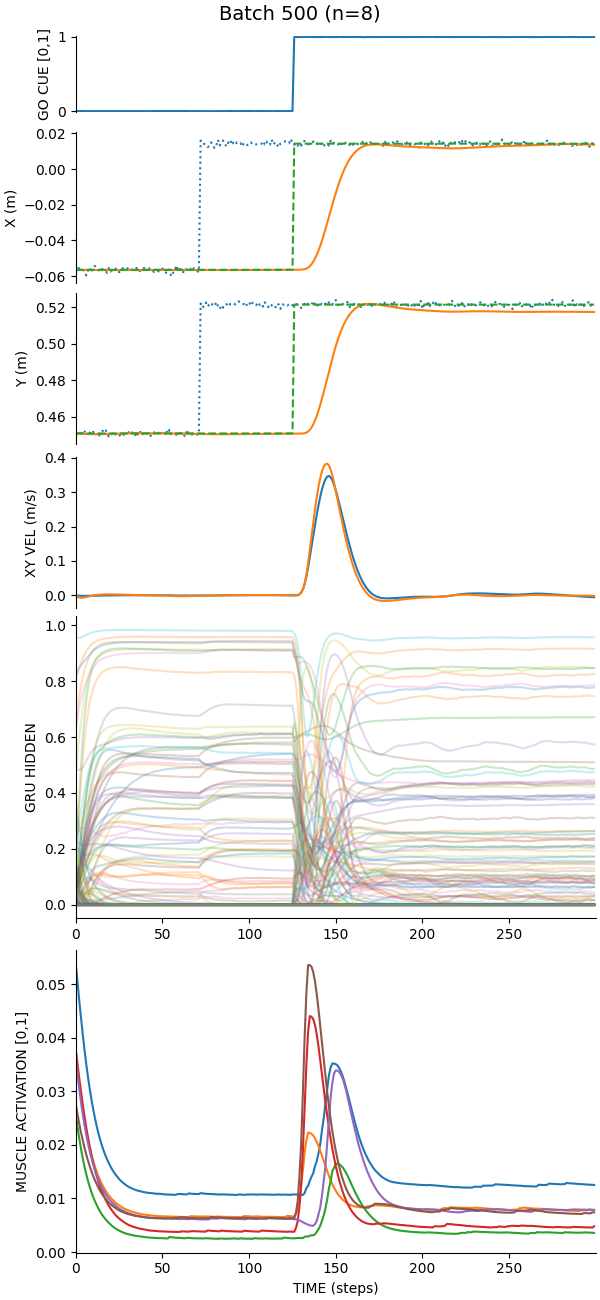 Batch 500 (n=8)
GO CUE [0,1]
1
0
X (m)
0.02
0.00
−0.02
−0.04
−0.06
Y (m)
0.52
0.50
0.48
0.46
XY VEL (m/s)
0.4
0.3
0.2
0.1
0.0
GRU HIDDEN
1.0
0.8
0.6
0.4
0.2
0.0
0 50 100 150 200 250
MUSCLE ACTIVATION [0,1]
0.05
0.04
0.03
0.02
0.01
0.00
0 50 100 150 200 250
TIME (steps)